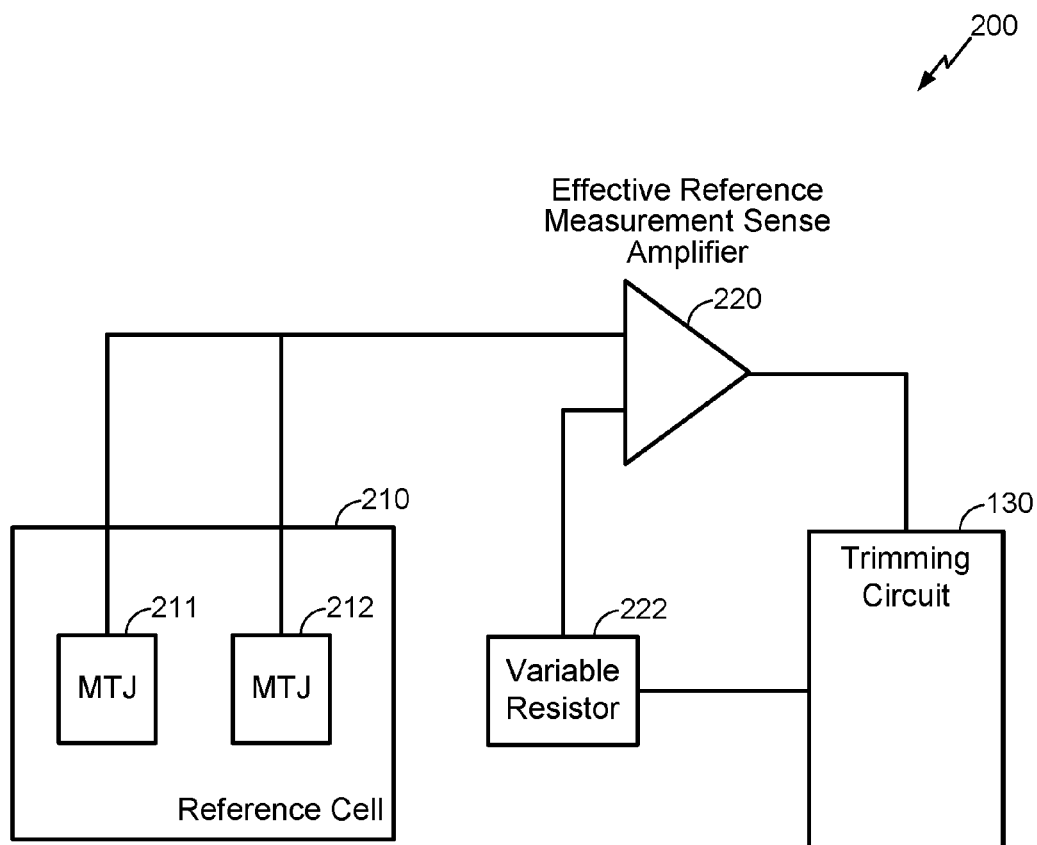 200
Effective Reference
Measurement Sense
Amplifier
220
210
130
Trimming
Circuit
211
212
222
MTJ
MTJ
Variable
Resistor
Reference Cell